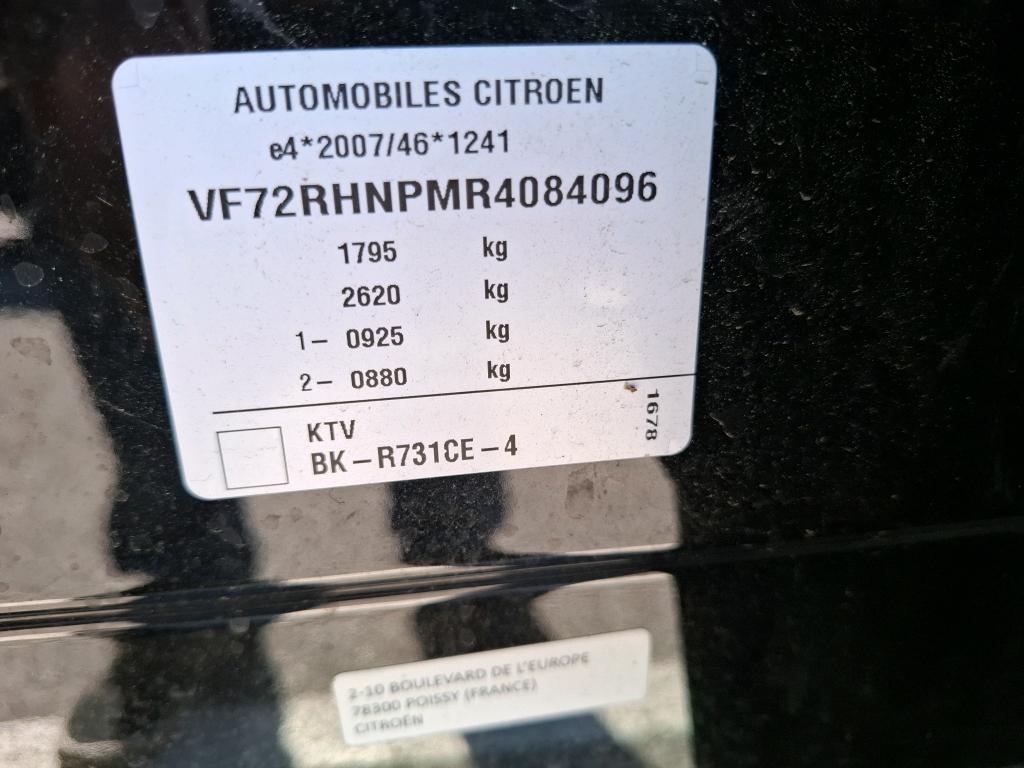 AUTOMOBILES CITROEN
e4*2007/46*1241
VF72RHNPMR4084096
1795 kg
2620 kg
1- 0925 kg
2- 0880 kg
KTV
BK-R731CE-4
1678
2-10 BOULEVARD DE L'EUROPE
78300 POISSY (FRANCE)
CITROËN